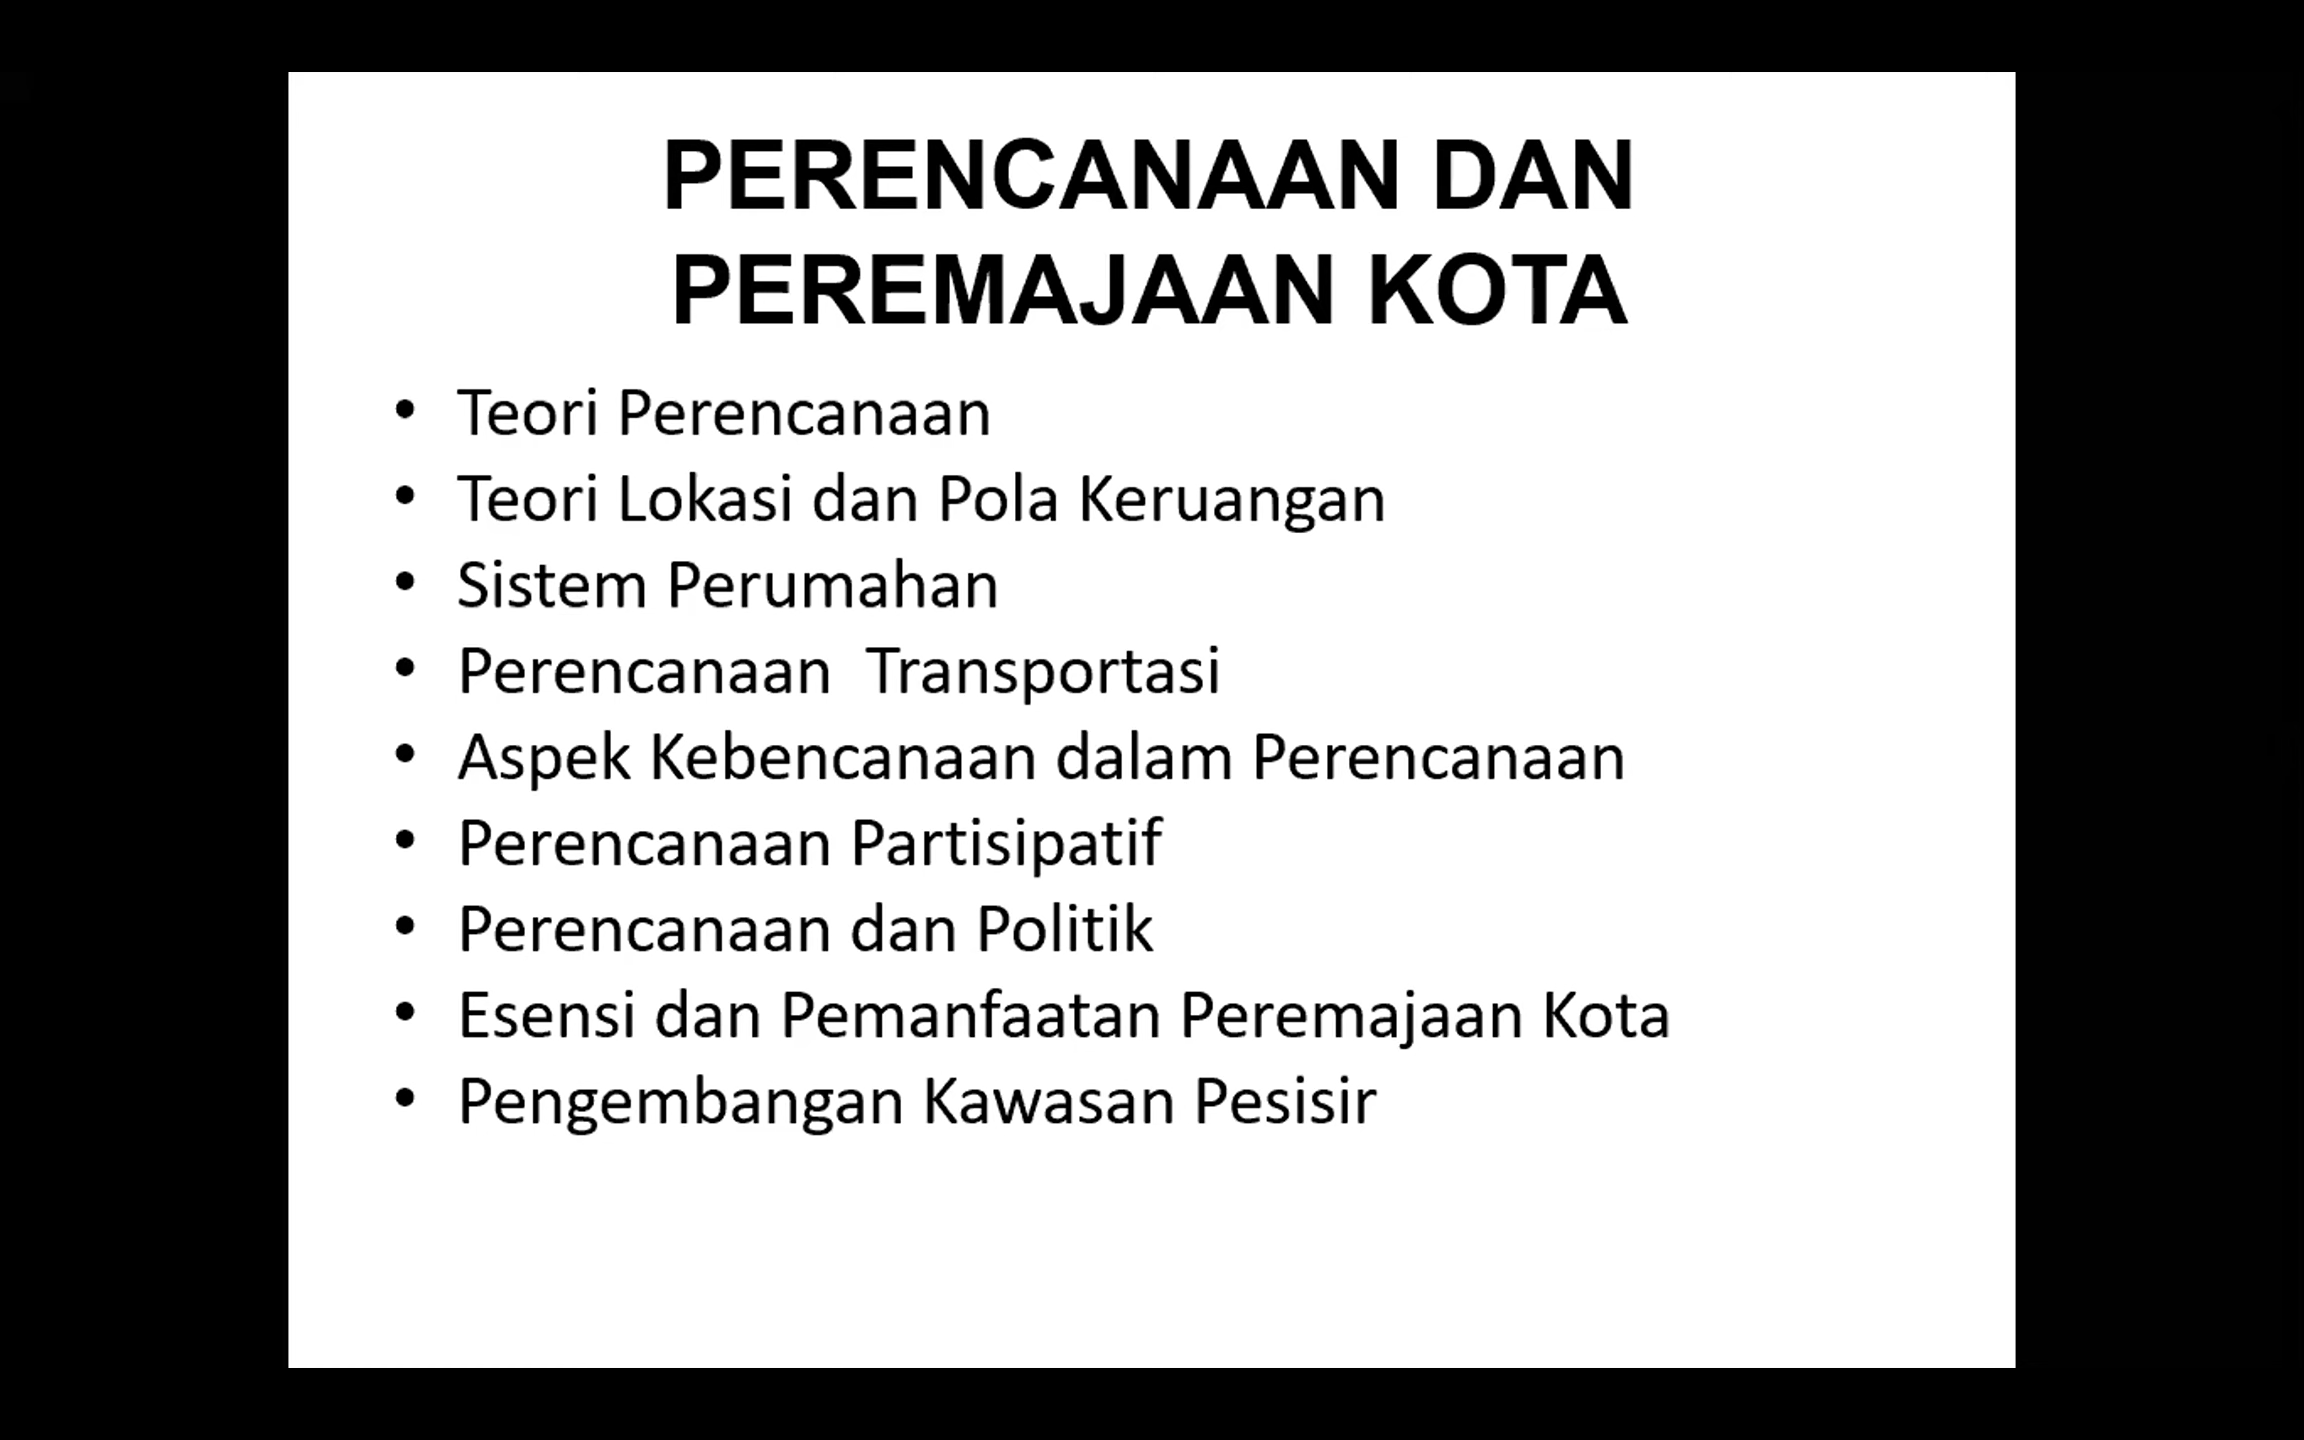 PERENCANAAN DAN
PEREMAJAAN KOTA
• Teori Perencanaan
• Teori Lokasi dan Pola Keruangan
• Sistem Perumahan
• Perencanaan  Transportasi
• Aspek Kebencanaan dalam Perencanaan
• Perencanaan Partisipatif
• Perencanaan dan Politik
• Esensi dan Pemanfaatan Peremajaan Kota
• Pengembangan Kawasan Pesisir